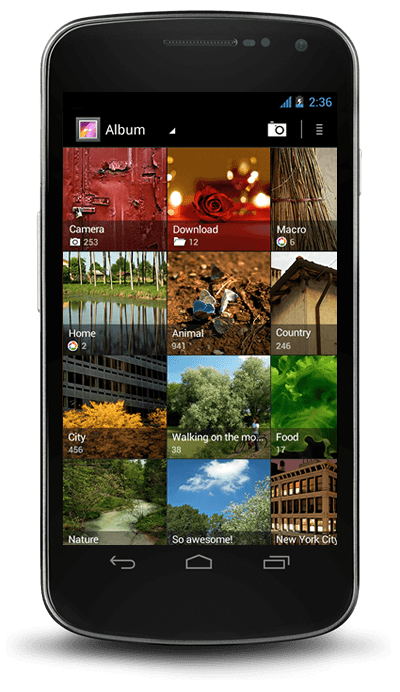 2:36
Album
Camera
253
Download
12
Macro
6
Home
2
Animal
941
Country
246
City
456
Walking on the mo...
38
Food
17
Nature
So awesome!
New York City